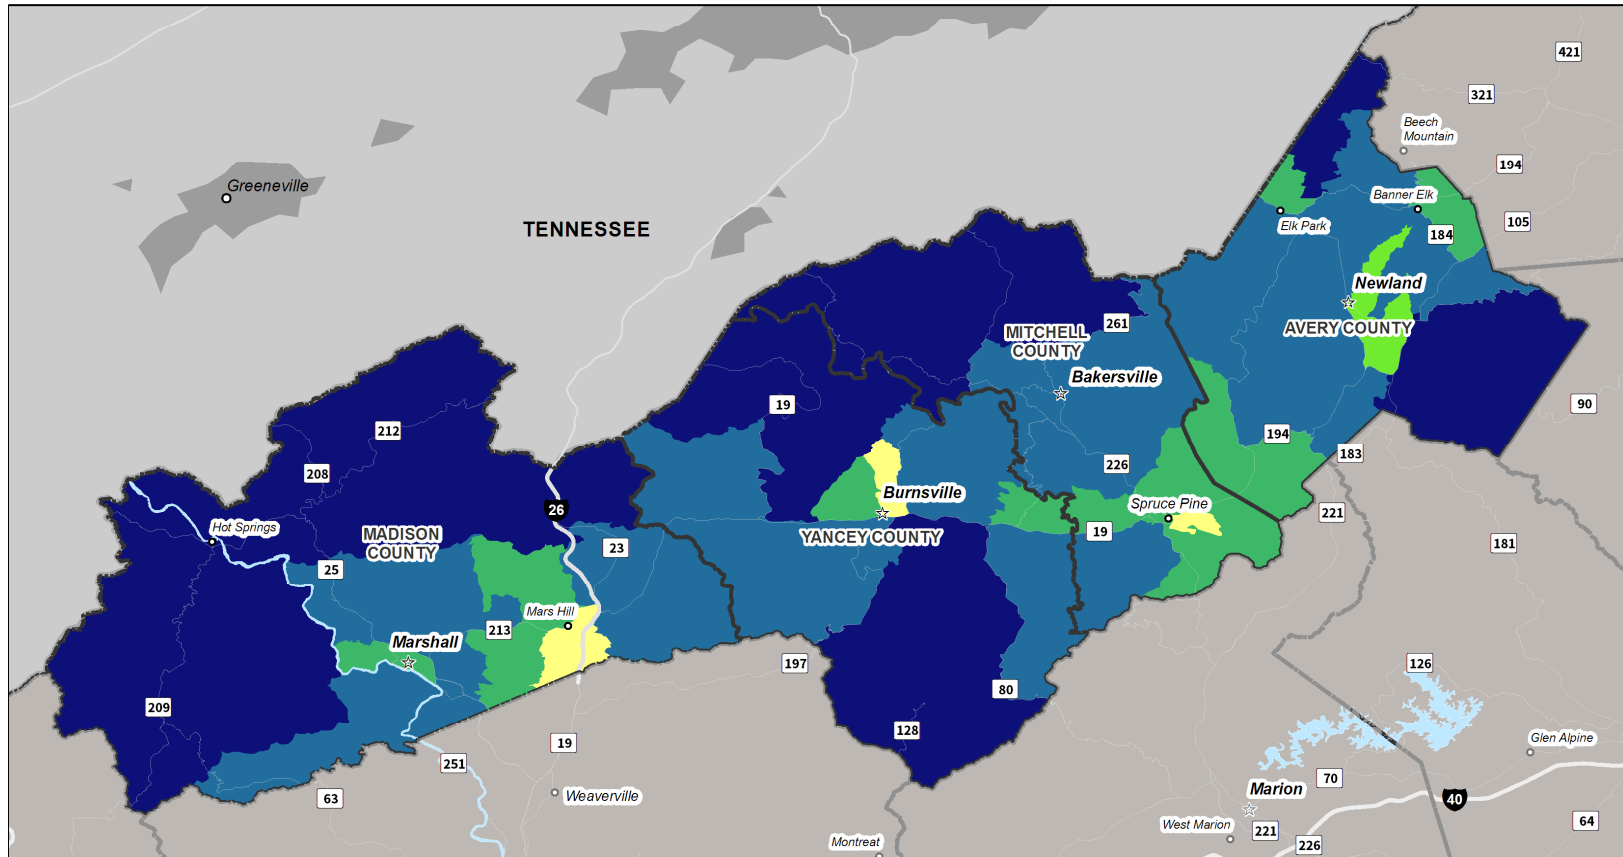 421
321
Beech
Mountain
194
Greeneville
Banner Elk
105
Elk Park
TENNESSEE
184
Newland
261
AVERY COUNTY
MITCHELL
COUNTY
Bakersville
19
90
212
194
183
208
226
Burnsville
Spruce Pine
26
221
Hot Springs
MADISON
COUNTY
YANCEY COUNTY
19
23
181
25
Mars Hill
213
Marshall
197
126
80
209
128
19
Glen Alpine
251
70
Marion
63
Weaverville
40
West Marion
221
64
Montreat
226